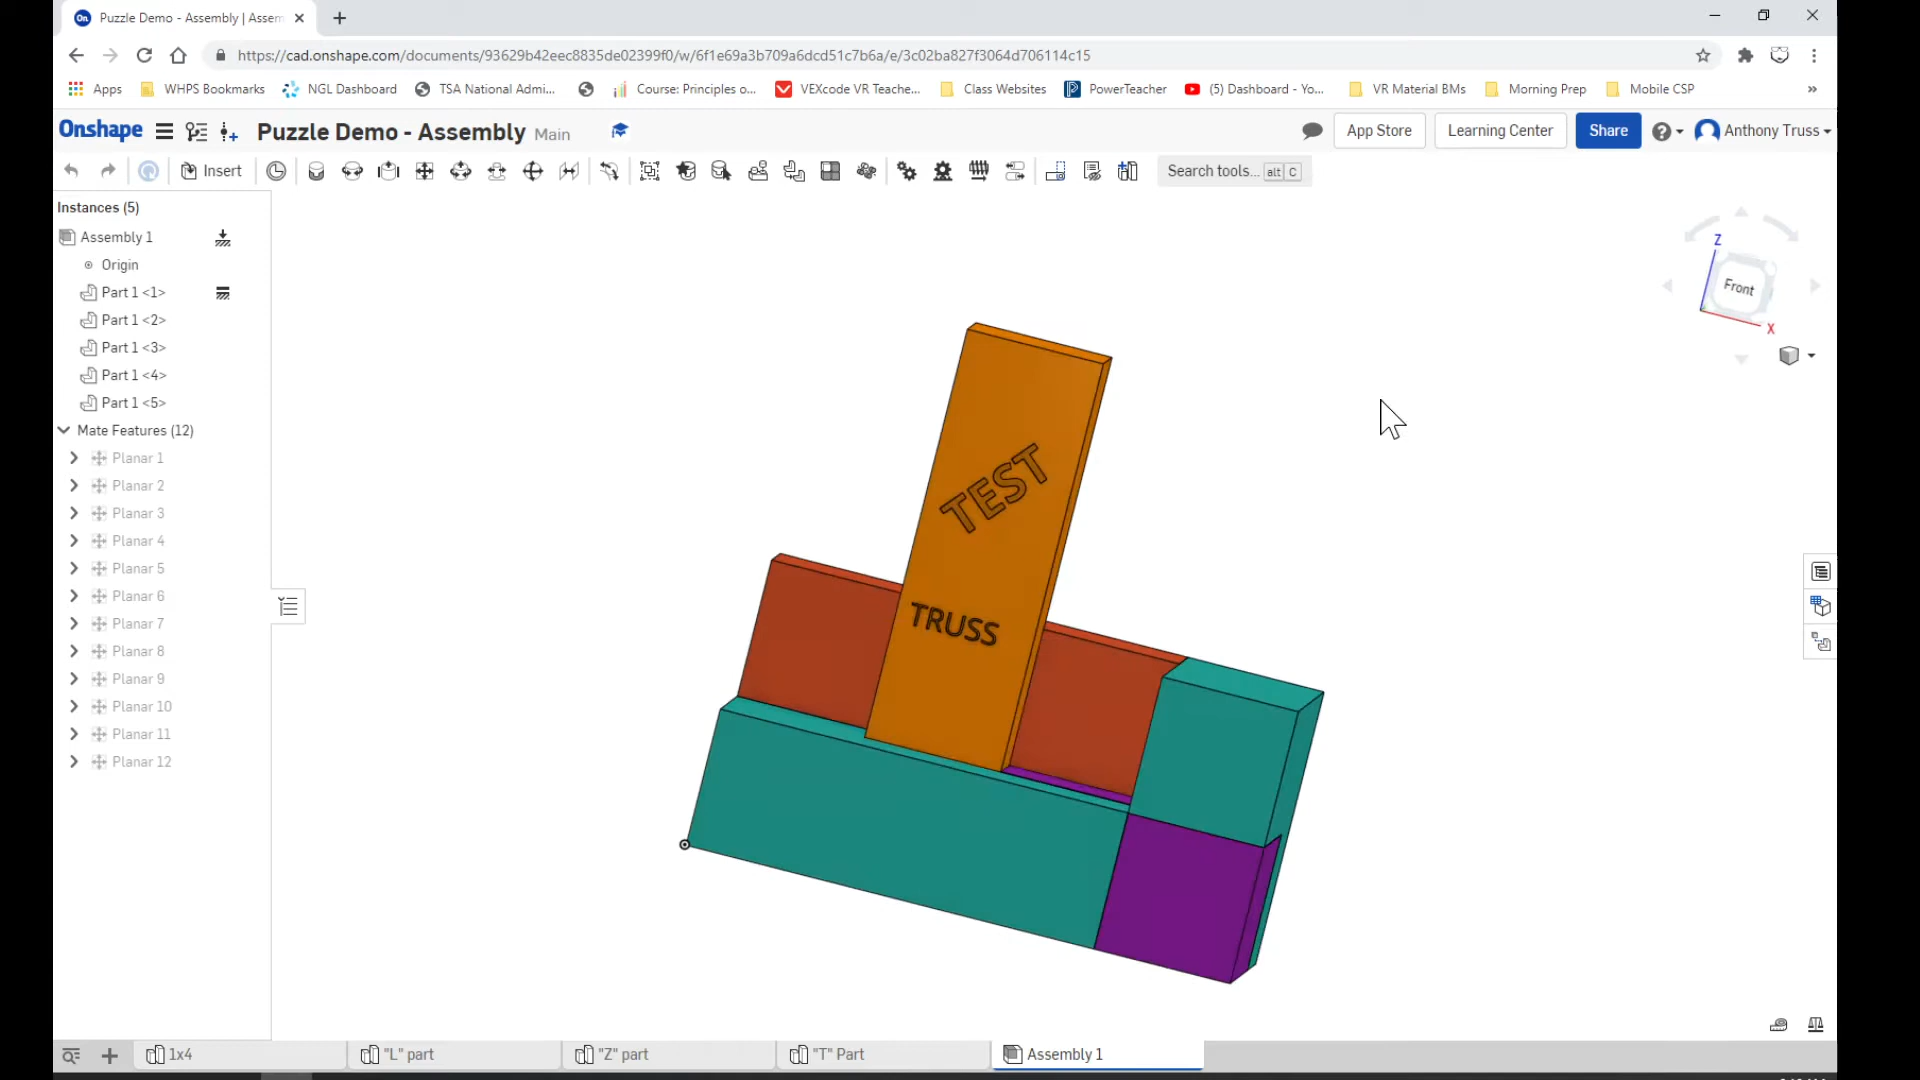 Puzzle Demo - Assembly | Assem
https://cad.onshape.com/documents/93629b42eec8835de02399f0/w/6f1e69a3b709a6dcd51c7b6a/e/3c02ba827f3064d706114c15
Apps WHPS Bookmarks NGL Dashboard TSA National Admi... Course: Principles o... VEXcode VR Teache... Class Websites PowerTeacher (5) Dashboard - Yo... VR Material BMs Morning Prep Mobile CSP »
Onshape Puzzle Demo - Assembly Main App Store Learning Center Share Anthony Truss
Insert Search tools... alt C
Instances (5)
Assembly 1
Origin
Part 1 <1>
Part 1 <2>
Part 1 <3>
Part 1 <4>
Part 1 <5>
Mate Features (12)
Planar 1
Planar 2
Planar 3
Planar 4
Planar 5
Planar 6
Planar 7
Planar 8
Planar 9
Planar 10
Planar 11
Planar 12
Z
Front
X
TEST
TRUSS
1x4 "L" part "Z" part "T" Part Assembly 1